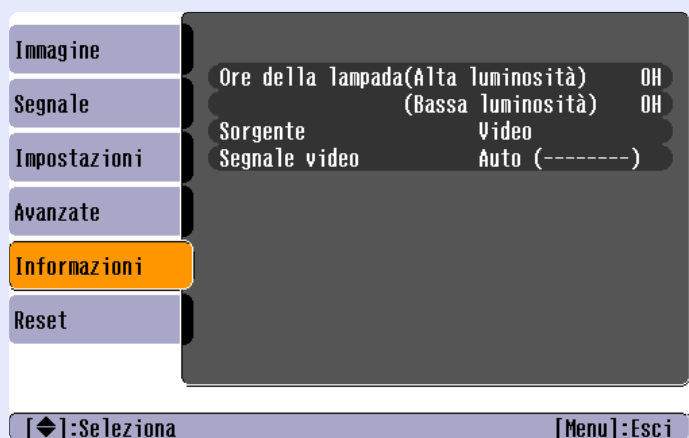 Immagine
Segnale
Impostazioni
Avanzate
Informazioni
Reset
Ore della lampada(Alta luminosità) 0H
(Bassa luminosità) 0H
Sorgente Video
Segnale video Auto (--------)
[◆]:Seleziona [Menu]:Esci